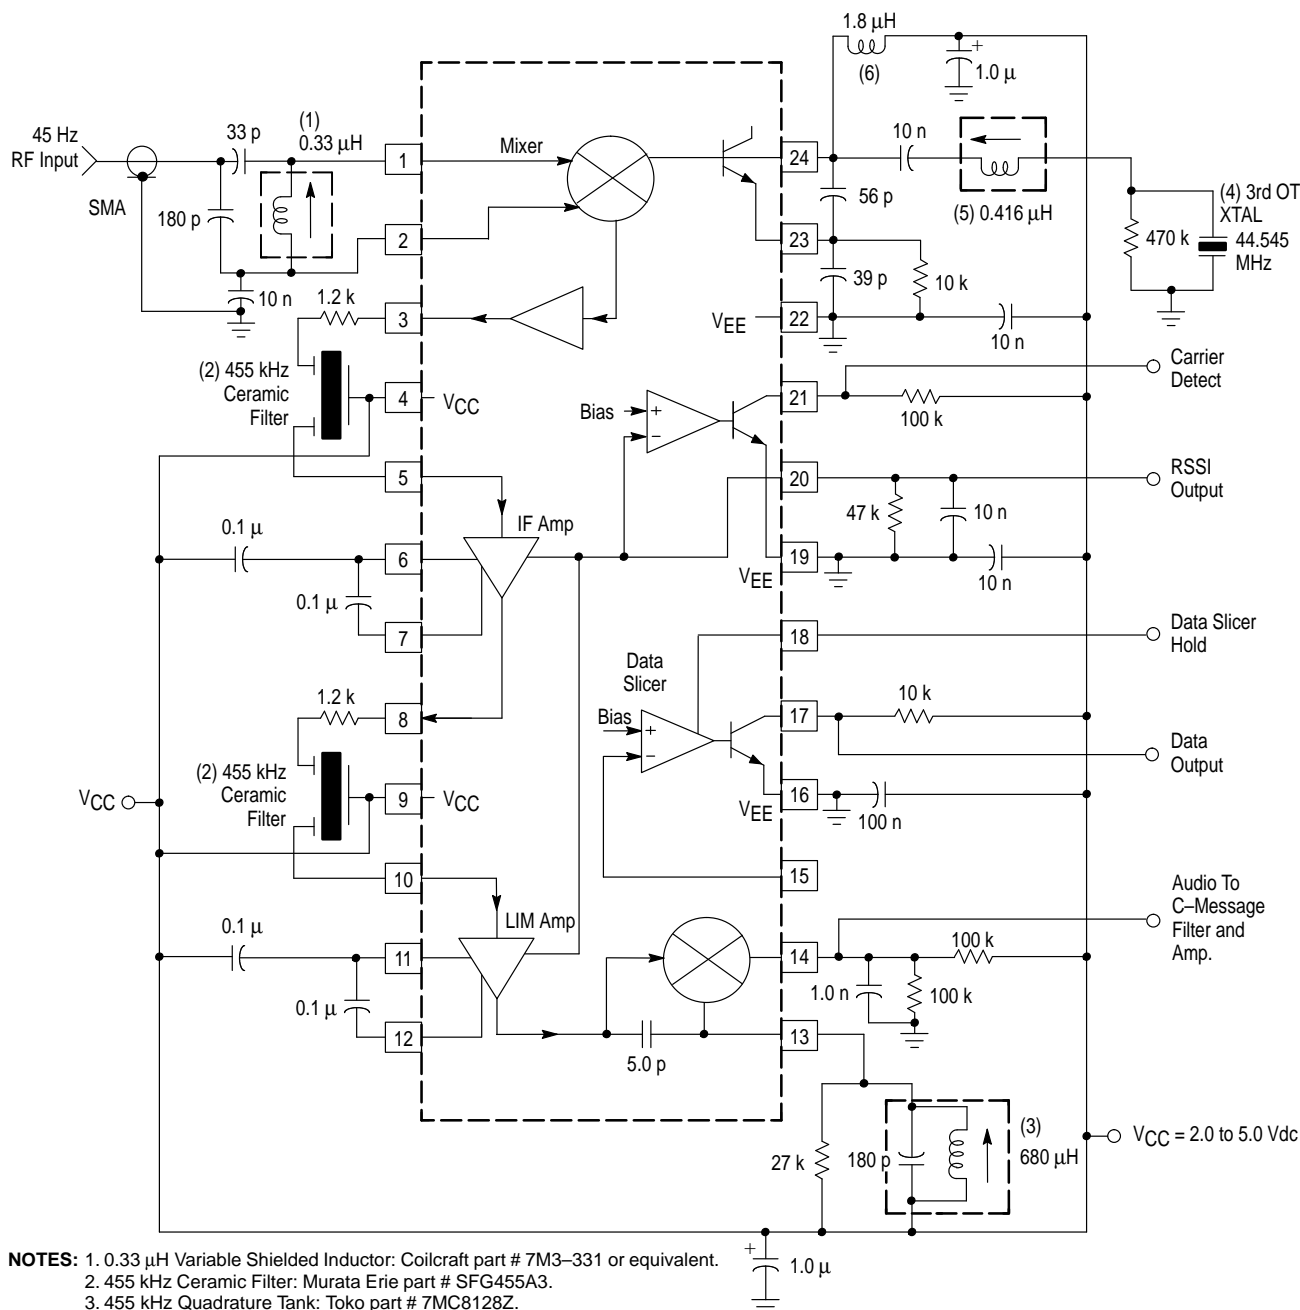 1.8 µH
(6)
+
1.0 µ
45 Hz
RF Input
SMA
33 p
(1)
0.33 µH
180 p
10 n
1
Mixer
24
10 n
(5) 0.416 µH
(4) 3rd OT
XTAL
44.545
MHz
470 k
56 p
2
23
39 p
10 k
1.2 k
3
VEE
22
10 n
(2) 455 kHz
Ceramic
Filter
4
VCC
Bias
+
−
21
100 k
Carrier
Detect
5
20
RSSI
Output
47 k
10 n
0.1 µ
6
IF Amp
VEE
19
10 n
0.1 µ
7
18
Data Slicer
Hold
Data
Slicer
1.2 k
8
Bias
+
−
17
10 k
Data
Output
(2) 455 kHz
Ceramic
Filter
VCC
9
VCC
VEE
16
100 n
10
15
Audio To
C–Message
Filter and
Amp.
0.1 µ
LIM Amp
11
14
100 k
1.0 n
100 k
0.1 µ
12
5.0 p
13
27 k
180 p
(3)
680 µH
VCC = 2.0 to 5.0 Vdc
+
1.0 µ
NOTES: 1. 0.33 µH Variable Shielded Inductor: Coilcraft part # 7M3–331 or equivalent.
2. 455 kHz Ceramic Filter: Murata Erie part # SFG455A3.
3. 455 kHz Quadrature Tank: Toko part # 7MC8128Z.